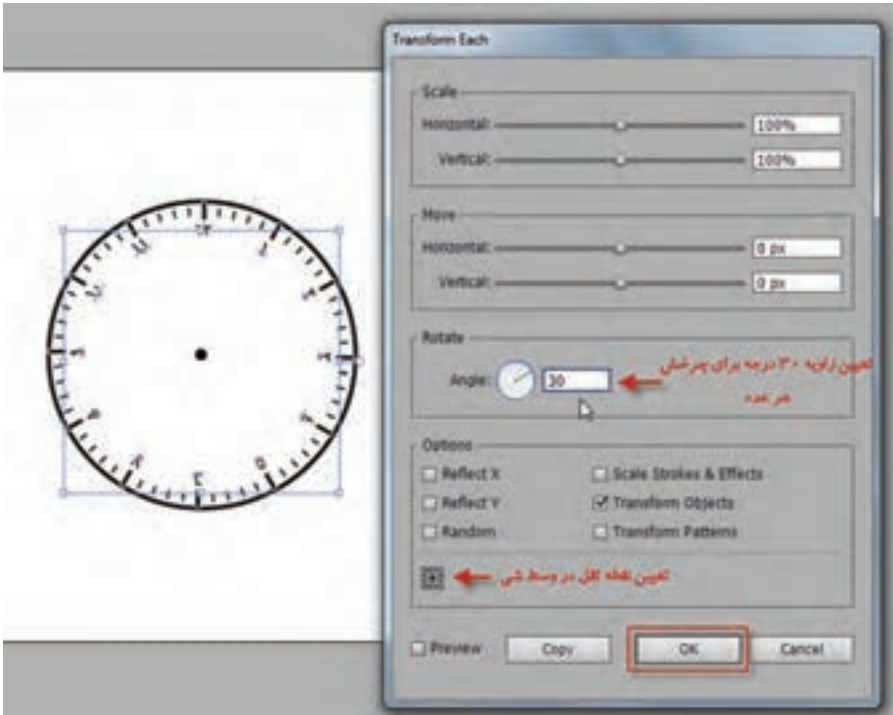 Transform Each
Scale
Horizontal: 100%
Vertical: 100%
Move
Horizontal: 0 px
Vertical: 0 px
Rotate
Angle: 30
تعیین زاویه ۳۰ درجه برای چرخش
هر عدد
Options
Reflect X
Scale Strokes & Effects
Reflect Y
Transform Objects
Random
Transform Patterns
تعیین نقطه ثقل در وسط شی
Preview Copy OK Cancel